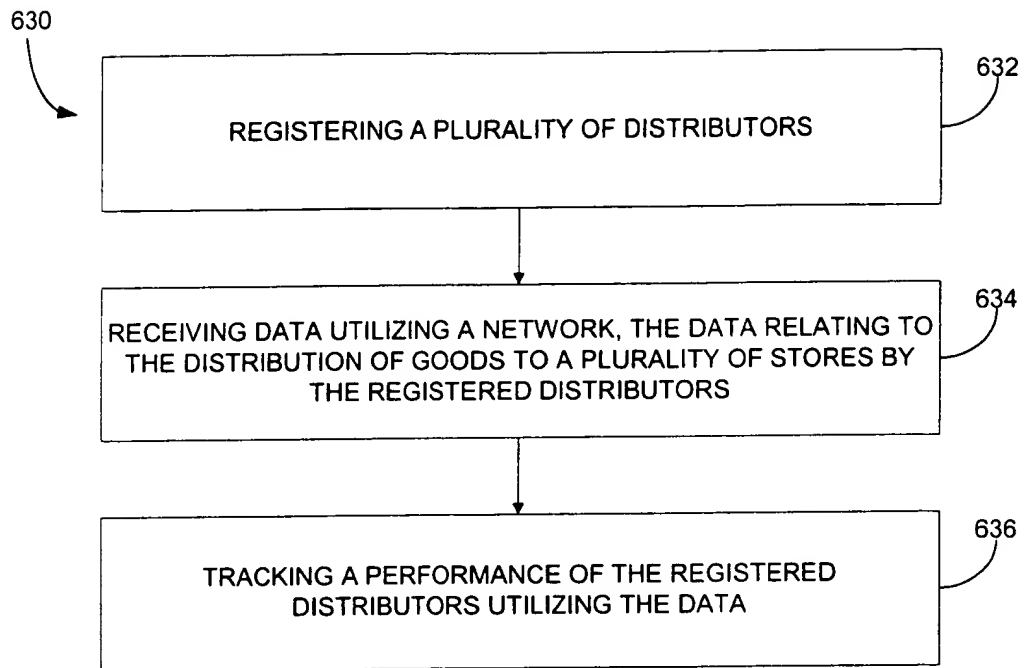 630
632
REGISTERING A PLURALITY OF DISTRIBUTORS
634
RECEIVING DATA UTILIZING A NETWORK, THE DATA RELATING TO
THE DISTRIBUTION OF GOODS TO A PLURALITY OF STORES BY
THE REGISTERED DISTRIBUTORS
636
TRACKING A PERFORMANCE OF THE REGISTERED
DISTRIBUTORS UTILIZING THE DATA